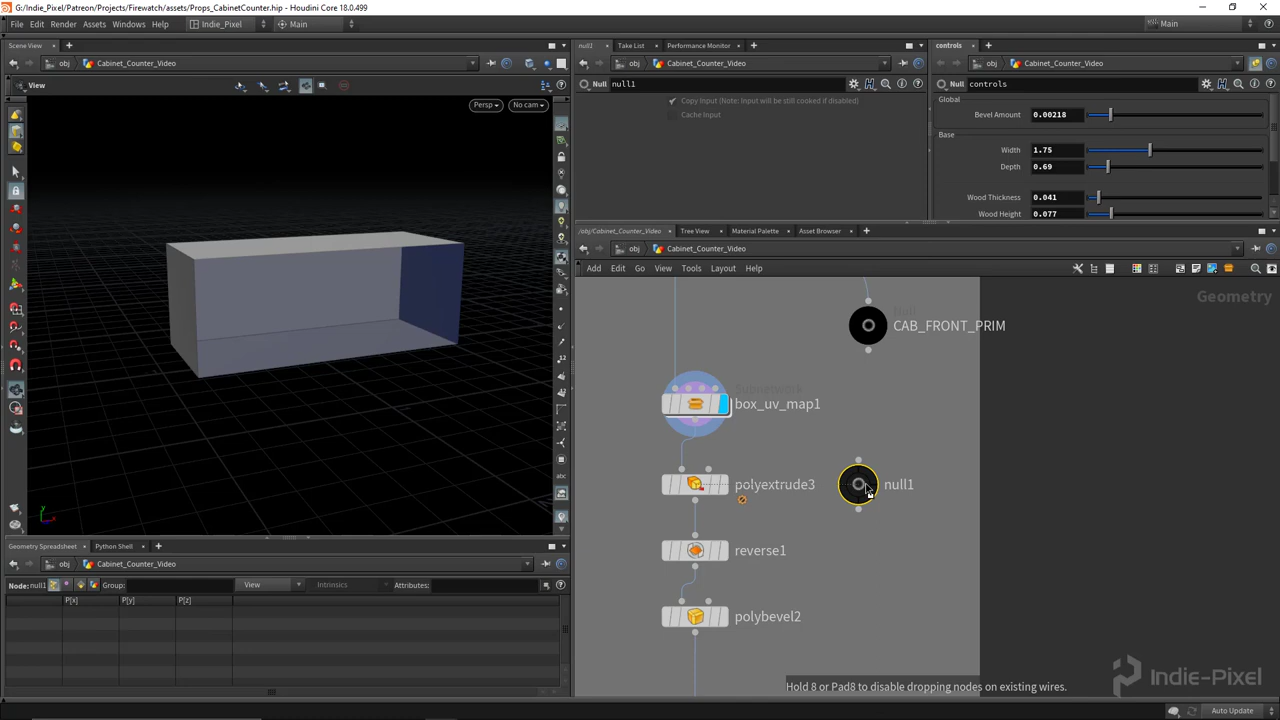 G:/Indie_Pixel/Patreon/Projects/Firewatch/assets/Props_CabinetCounter.hip - Houdini Core 18.0.499
File Edit Render Assets Windows Help Indie_Pixel Main Main
Scene View
obj Cabinet_Counter_Video
View
Persp No cam
null1 Take List Performance Monitor
obj Cabinet_Counter_Video
Null null1
Copy Input (Note: Input will be still cooked if disabled)
Cache Input
controls
obj Cabinet_Counter_Video
Null controls
Global
Bevel Amount 0.00218
Base
Width 1.75
Depth 0.69
Wood Thickness 0.041
Wood Height 0.077
/obj/Cabinet_Counter_Video Tree View Material Palette Asset Browser
obj Cabinet_Counter_Video
Add Edit Go View Tools Layout Help
Geometry
Null
CAB_FRONT_PRIM
Subnetwork
box_uv_map1
polyextrude3
null1
reverse1
polybevel2
Hold 8 or Pad8 to disable dropping nodes on existing wires.
Indie-Pixel
Geometry Spreadsheet Python Shell
obj Cabinet_Counter_Video
Node: null1 Group: View Intrinsics Attributes:
P[x] P[y] P[z]
Auto Update